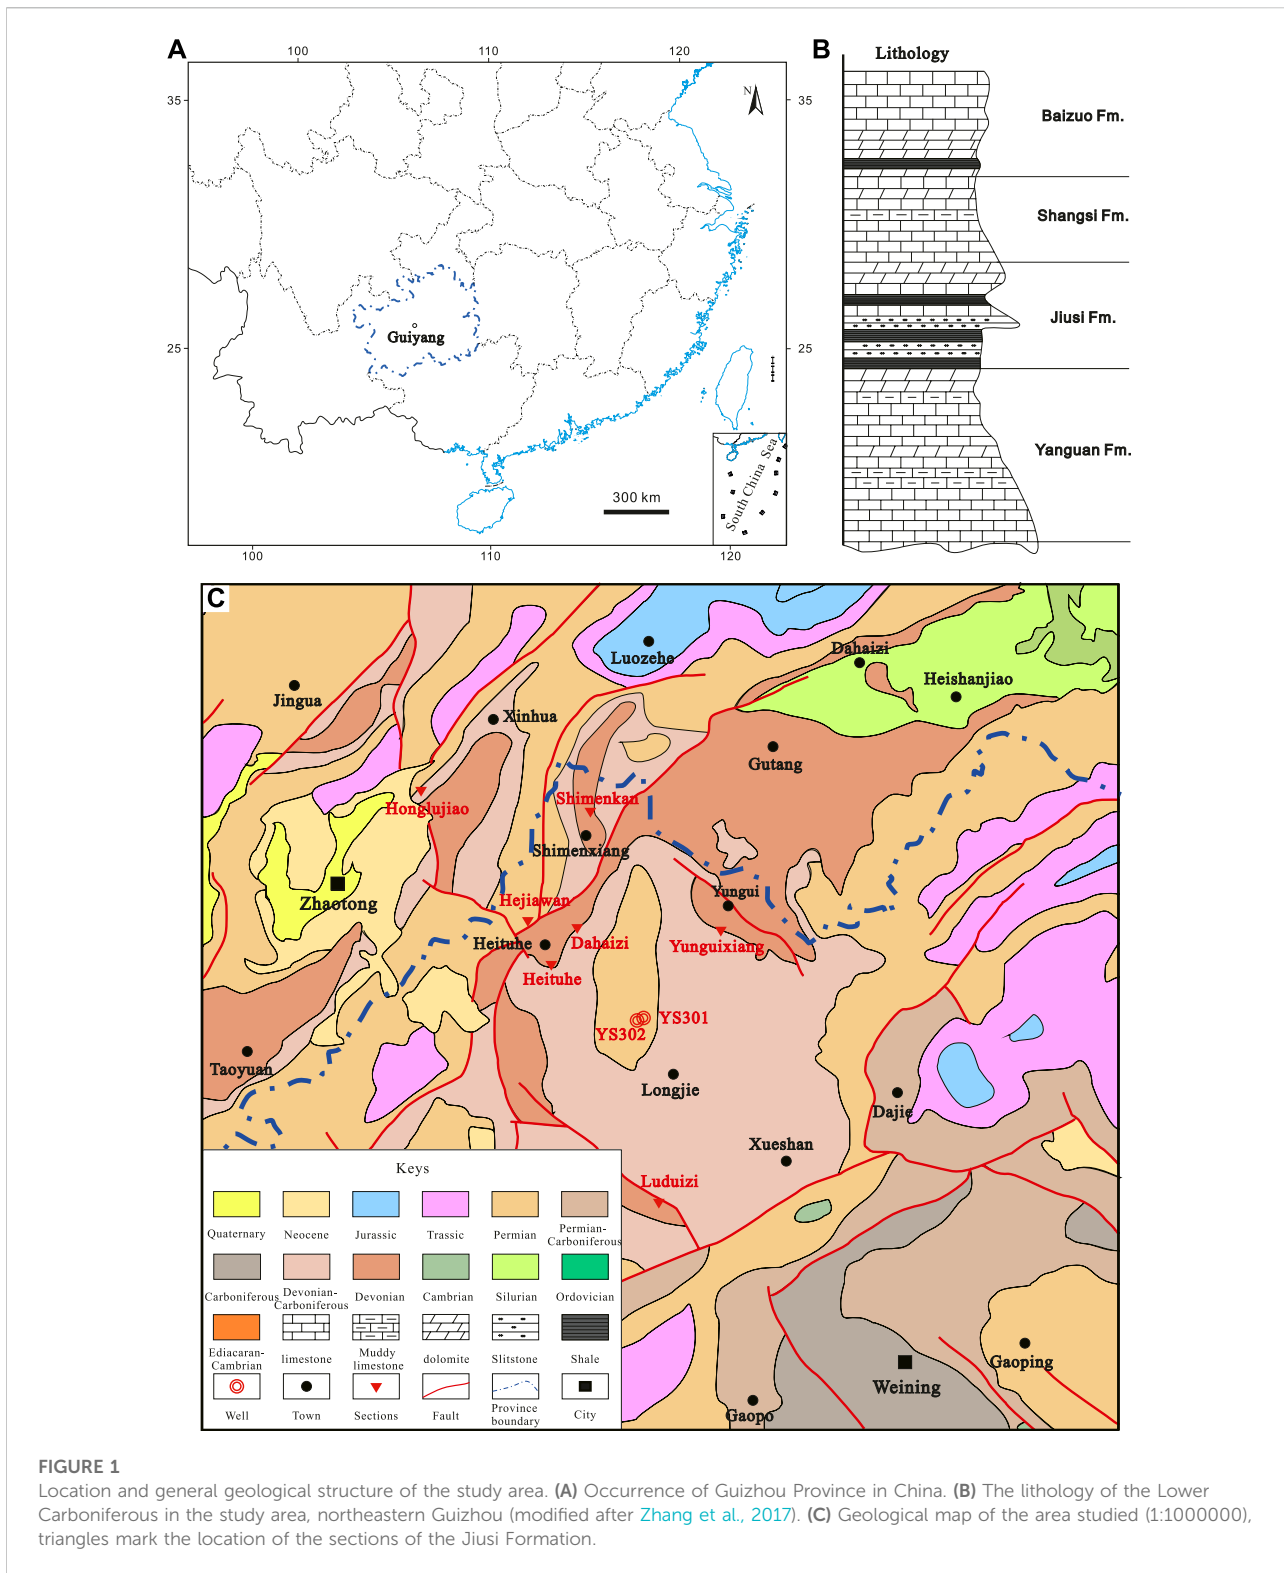 A
100
110
120
35
35
25
25
N
Guiyang
300 km
South China Sea
100
110
120
B
Lithology
Baizuo Fm.
Shangsi Fm.
Jiusi Fm.
Yanguan Fm.
C
Luozehe
Dahaizi
Heishanjiao
Jingua
Xinhua
Gutang
Honglujiao
Shimenkan
Shimenxiang
Zhaotong
Yungui
Hejiawan
Heituhe
Dahaizi
Yunguixiang
Heituhe
YS301
YS302
Taoyuan
Longjie
Dajie
Xueshan
Luduizi
Gaoping
Weining
Gaopo
Keys
Quaternary
Neocene
Jurassic
Trassic
Permian
Permian-
Carboniferous
Carboniferous
Devonian-
Carboniferous
Devonian
Cambrian
Silurian
Ordovician
Ediacaran-
Cambrian
limestone
Muddy
limestone
dolomite
Slitstone
Shale
Well
Town
Sections
Fault
Province
boundary
City
FIGURE 1
Location and general geological structure of the study area. (A) Occurrence of Guizhou Province in China. (B) The lithology of the Lower
Carboniferous in the study area, northeastern Guizhou (modified after Zhang et al., 2017). (C) Geological map of the area studied (1:1000000),
triangles mark the location of the sections of the Jiusi Formation.